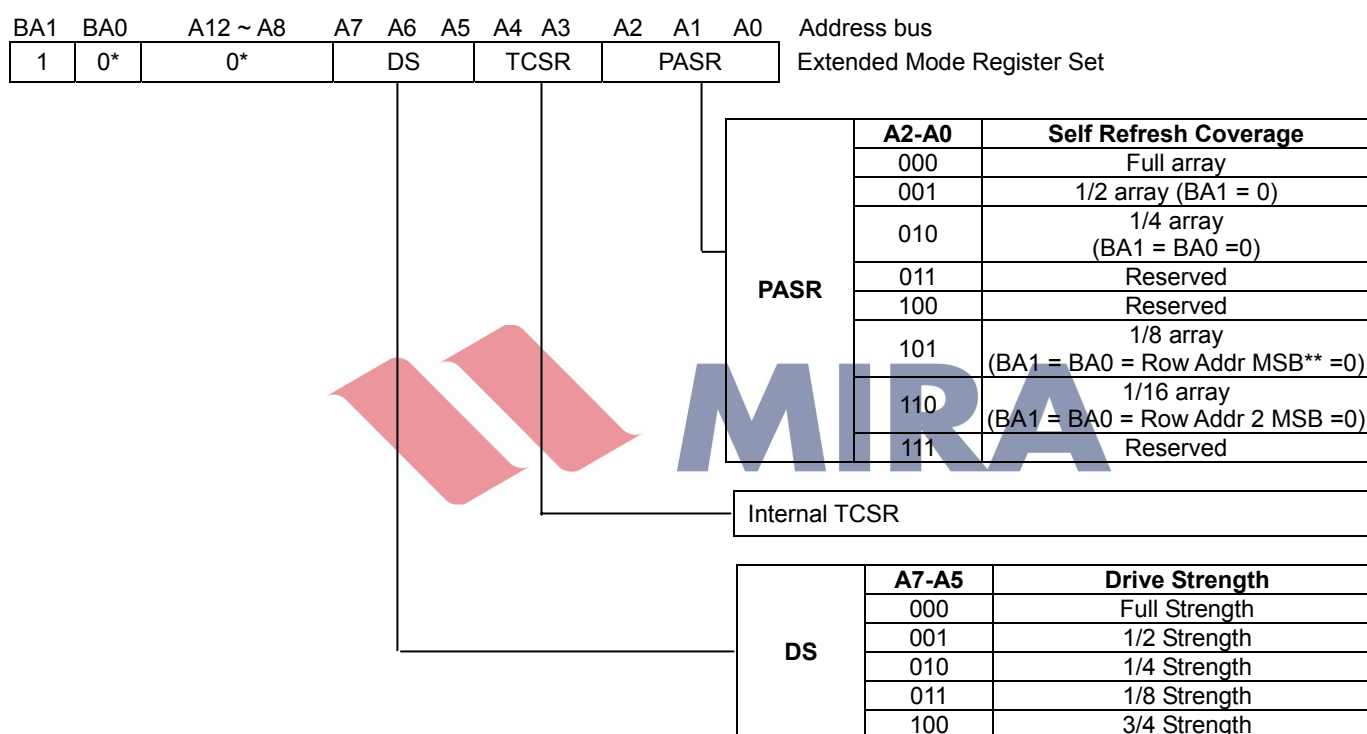 BA1 BA0 A12 ~ A8 A7 A6 A5 A4 A3 A2 A1 A0 Address bus
1 0* 0* DS TCSR PASR Extended Mode Register Set
PASR
A2-A0 Self Refresh Coverage
000 Full array
001 1/2 array (BA1 = 0)
010 1/4 array
(BA1 = BA0 =0)
011 Reserved
100 Reserved
101 1/8 array
(BA1 = BA0 = Row Addr MSB** =0)
110 1/16 array
(BA1 = BA0 = Row Addr 2 MSB =0)
111 Reserved
MIRA
Internal TCSR
DS
A7-A5 Drive Strength
000 Full Strength
001 1/2 Strength
010 1/4 Strength
011 1/8 Strength
100 3/4 Strength